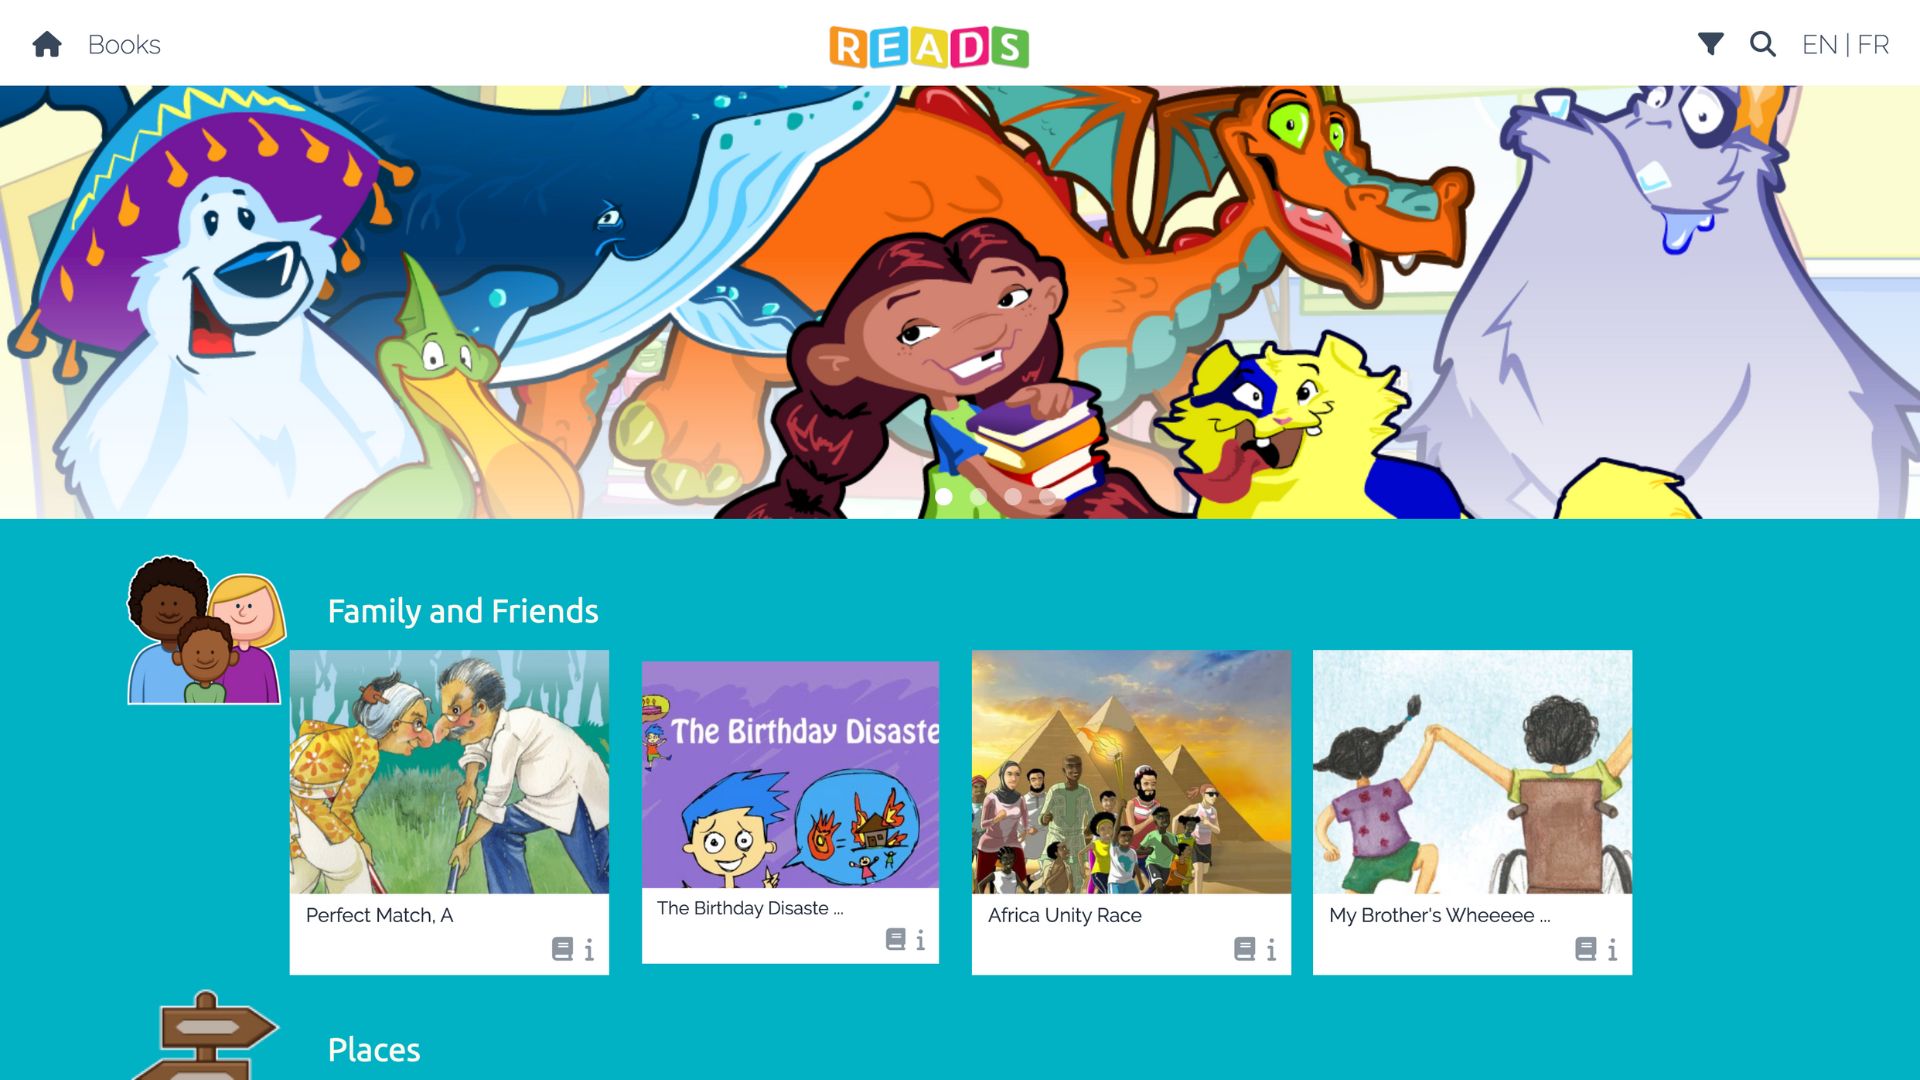 Books
READS
EN | FR
Family and Friends
The Birthday Disaste
Perfect Match, A
The Birthday Disaste ...
Africa Unity Race
My Brother's Wheeeee ...
Places